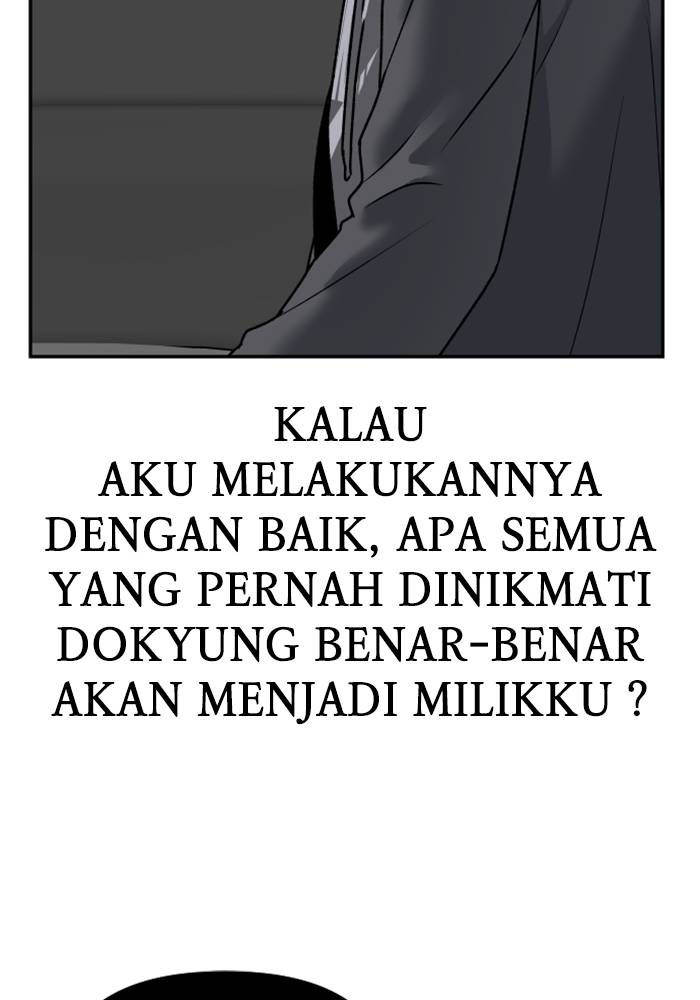 KALAU
AKU MELAKUKANNYA
DENGAN BAIK, APA SEMUA
YANG PERNAH DINIKMATI
DOKYUNG BENAR-BENAR
AKAN MENJADI MILIKKU ?